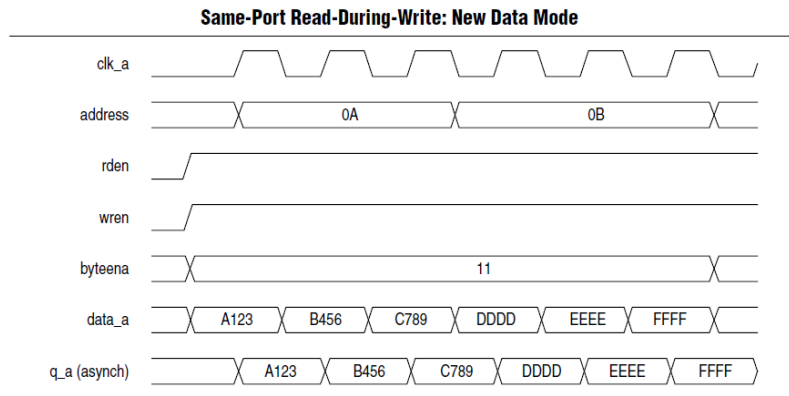 Same-Port Read-During-Write: New Data Mode
clk_a
address 0A 0B
rden
wren
byteena 11
data_a A123 B456 C789 DDDD EEEE FFFF
q_a (asynch) A123 B456 C789 DDDD EEEE FFFF